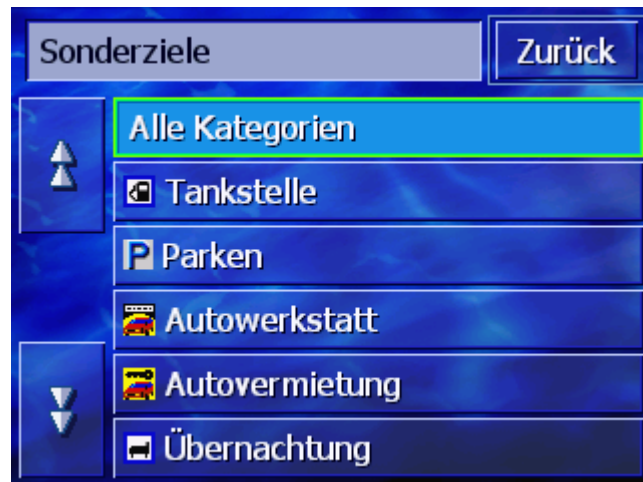 Sonderziele
Zurück
Alle Kategorien
Tankstelle
P Parken
Autowerkstatt
Autovermietung
Übernachtung